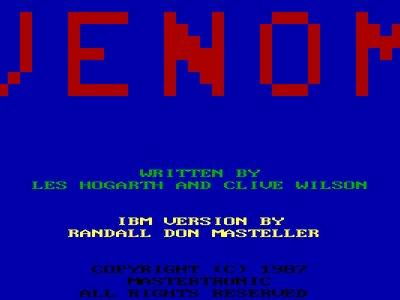 VENOM
WRITTEN BY
LES HOGARTH AND CLIVE WILSON
IBM VERSION BY
RANDALL DON MASTELLER
COPYRIGHT (C) 1987
MASTERTRONIC
ALL RIGHTS RESERVED